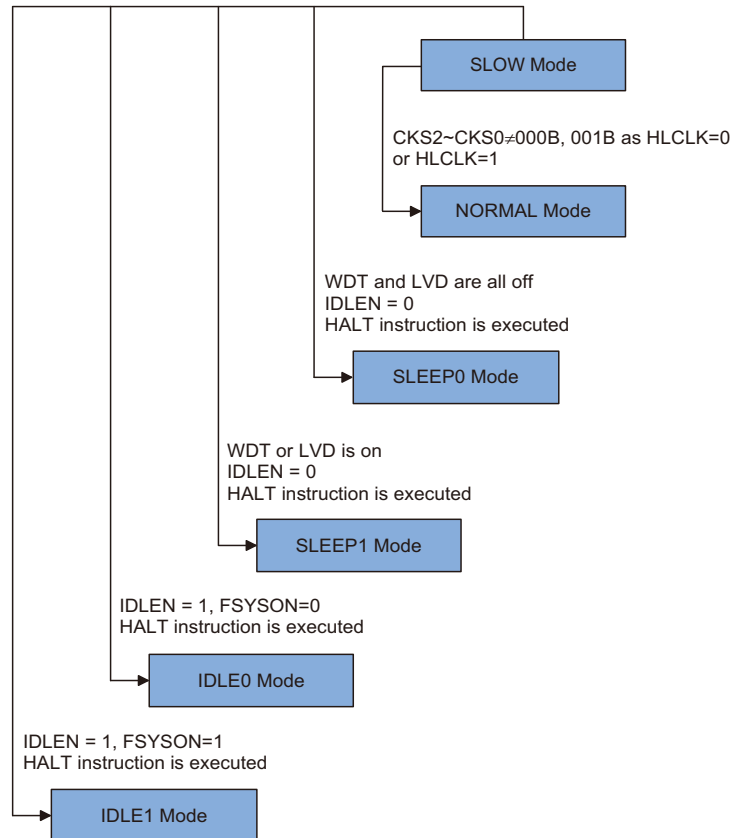 SLOW Mode
CKS2~CKS0≠000B, 001B as HLCLK=0
or HLCLK=1
NORMAL Mode
WDT and LVD are all off
IDLEN = 0
HALT instruction is executed
SLEEP0 Mode
WDT or LVD is on
IDLEN = 0
HALT instruction is executed
SLEEP1 Mode
IDLEN = 1, FSYSON=0
HALT instruction is executed
IDLE0 Mode
IDLEN = 1, FSYSON=1
HALT instruction is executed
IDLE1 Mode